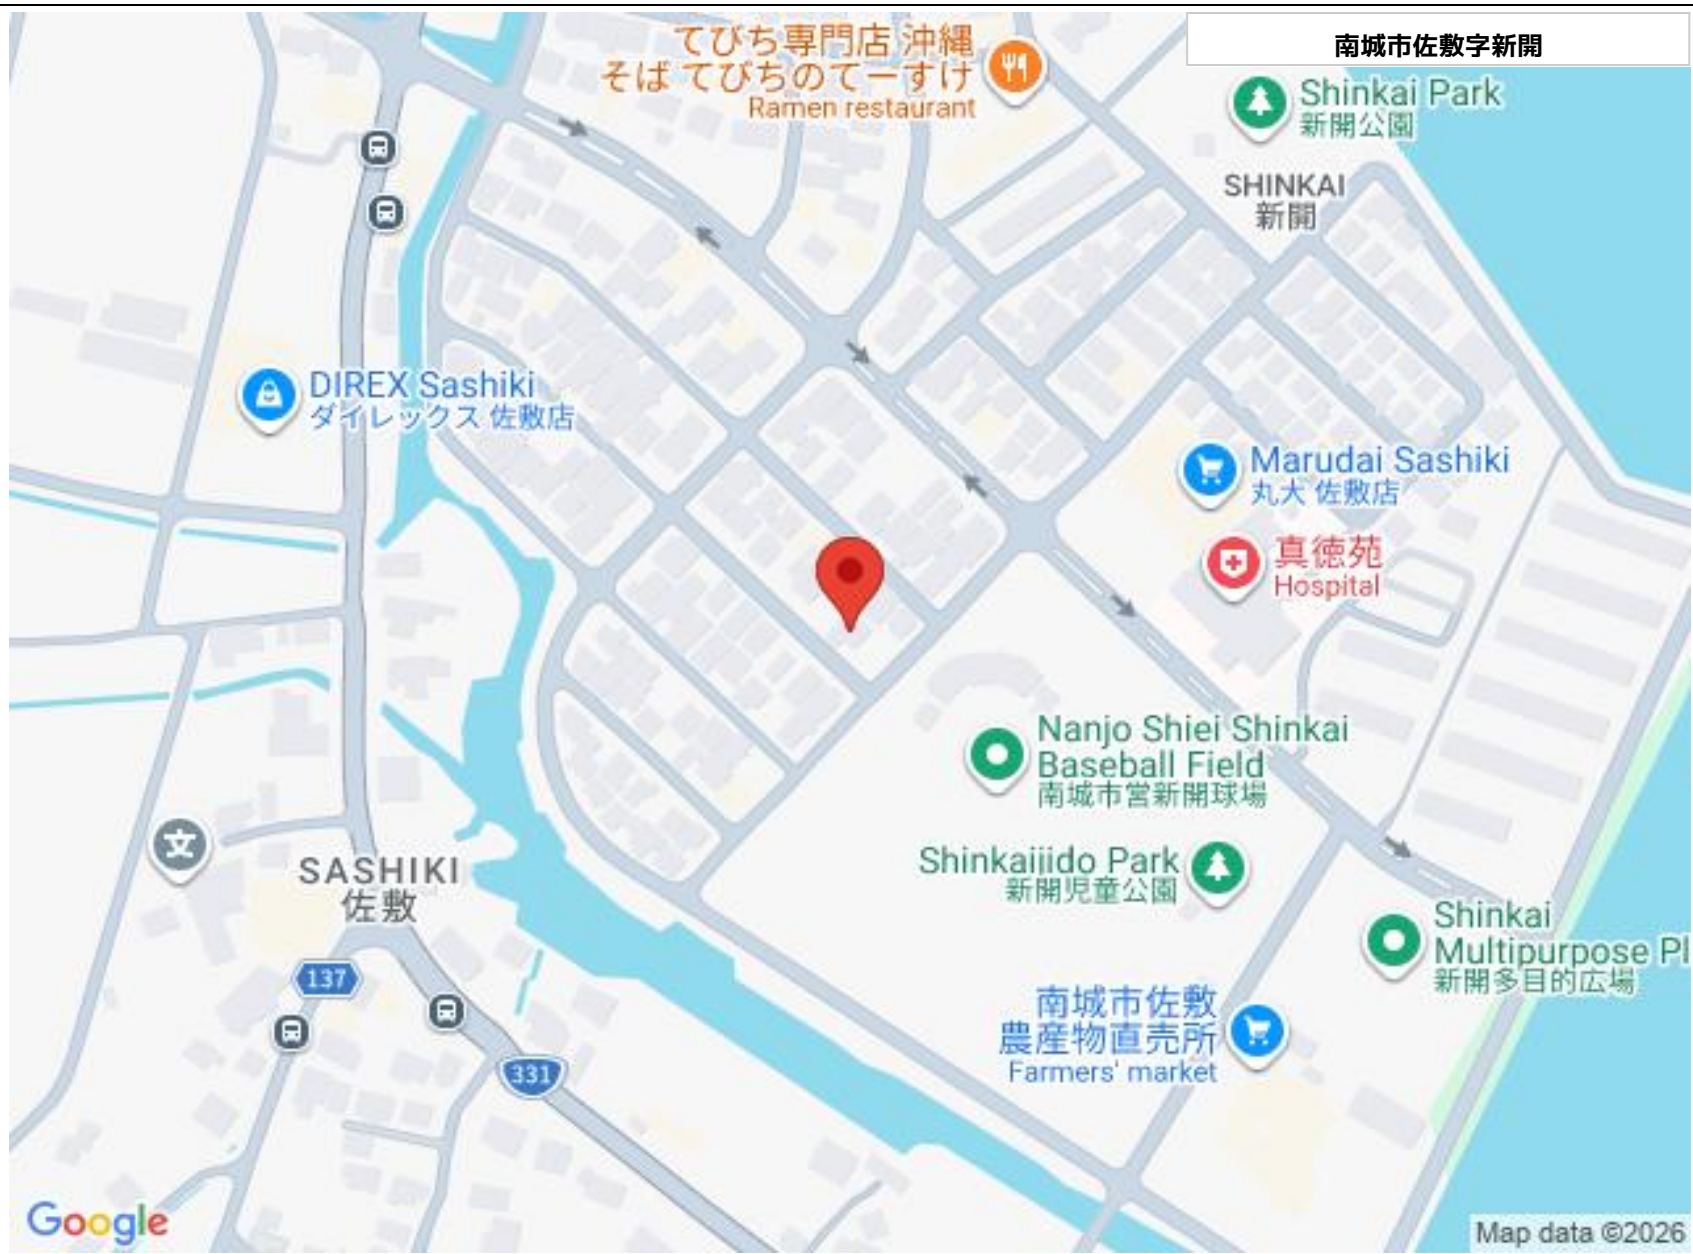 南城市佐敷字新開
てびち専門店 沖縄
そば てびちのてーすけ
Ramen restaurant
Shinkai Park
新開公園
SHINKAI
新開
DIREX Sashiki
ダイレックス 佐敷店
Marudai Sashiki
丸大 佐敷店
真徳苑
Hospital
Nanjo Shiei Shinkai
Baseball Field
南城市営新開球場
Shinkaijido Park
新開児童公園
文
SASHIKI
佐敷
Shinkai
Multipurpose Pl
新開多目的広場
137
331
南城市佐敷
農産物直売所
Farmers' market
Google
Map data ©2026